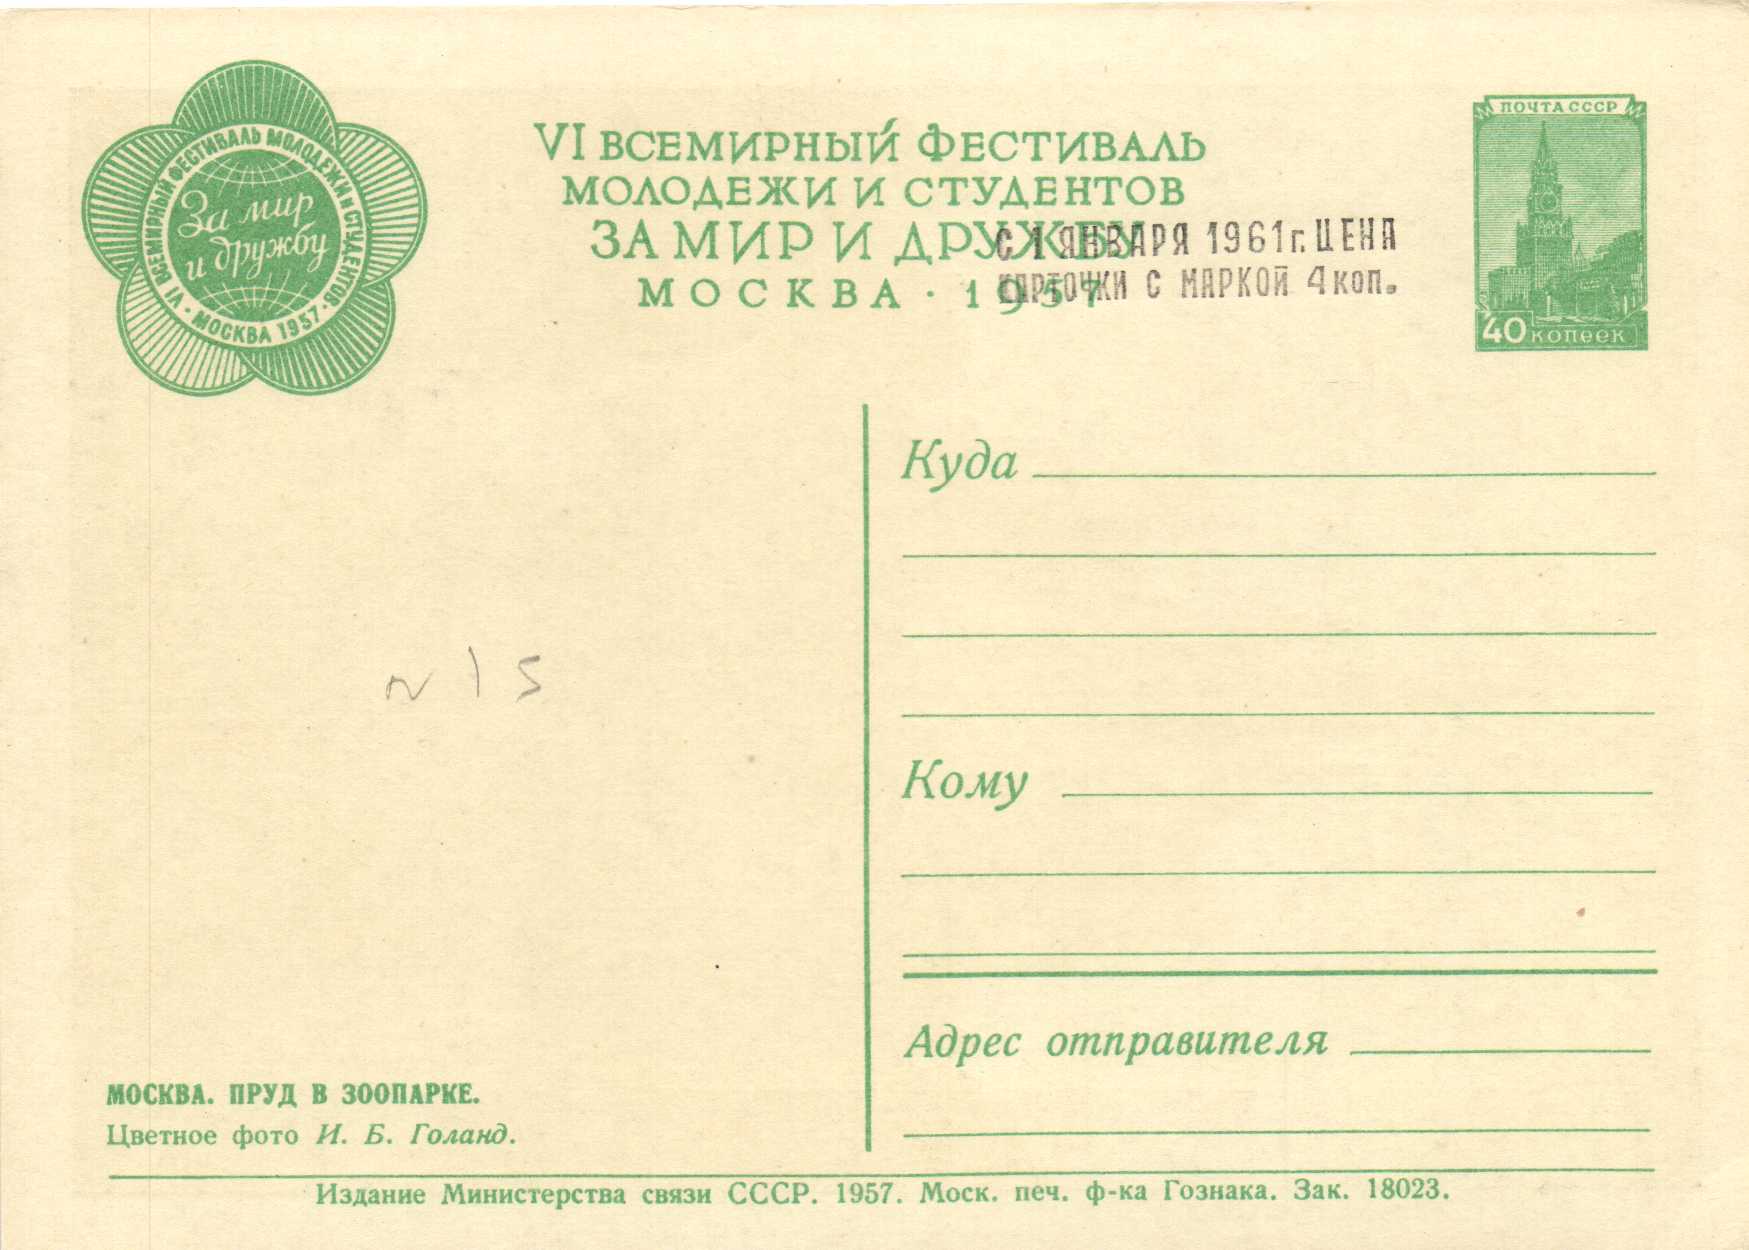 VI ВСЕМИРНЫЙ ФЕСТИВАЛЬ МОЛОДЕЖИ И СТУДЕНТОВ
· МОСКВА 1957 ·
За мир
и дружбу
VI ВСЕМИРНЫЙ ФЕСТИВАЛЬ
МОЛОДЕЖИ И СТУДЕНТОВ
ЗА МИР И ДРУЖБУ
МОСКВА · 1957
С 1 ЯНВАРЯ 1961 г. ЦЕНА
КАРТОЧКИ С МАРКОЙ 4 коп.
ПОЧТА СССР
40 КОПЕЕК
Куда
Кому
Адрес отправителя
N 15
МОСКВА. ПРУД В ЗООПАРКЕ.
Цветное фото И. Б. Голанд.
Издание Министерства связи СССР. 1957. Моск. печ. ф-ка Гознака. Зак. 18023.